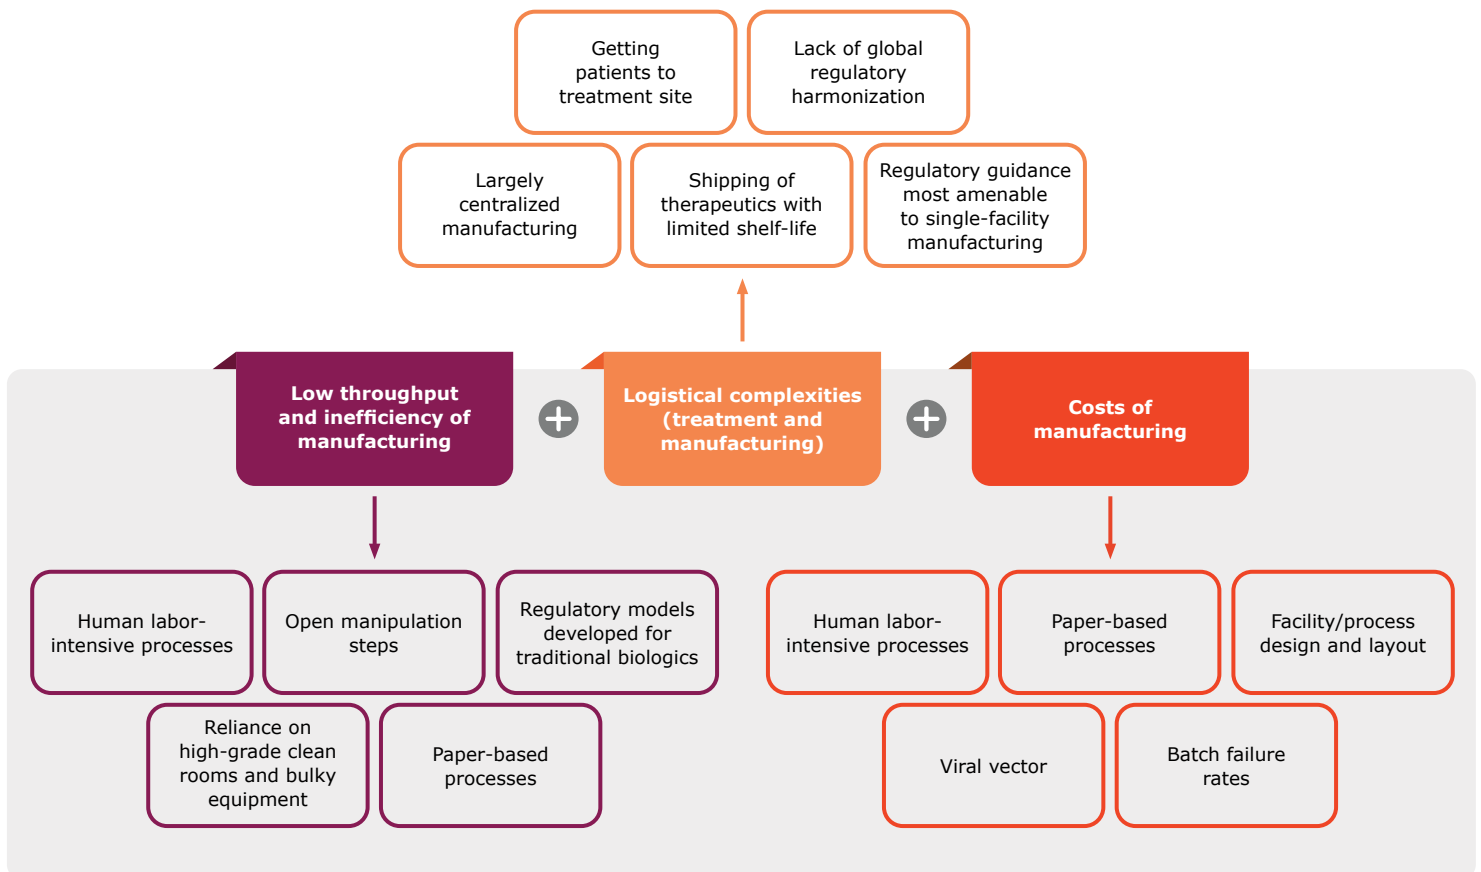 Getting
patients to
treatment site
Lack of global
regulatory
harmonization
Largely
centralized
manufacturing
Shipping of
therapeutics with
limited shelf-life
Regulatory guidance
most amenable
to single-facility
manufacturing
Low throughput
and inefficiency of
manufacturing
Logistical complexities
(treatment and
manufacturing)
Costs of
manufacturing
Human labor-
intensive processes
Open manipulation
steps
Regulatory models
developed for
traditional biologics
Reliance on
high-grade clean
rooms and bulky
equipment
Paper-based
processes
Human labor-
intensive processes
Paper-based
processes
Facility/process
design and layout
Viral vector
Batch failure
rates